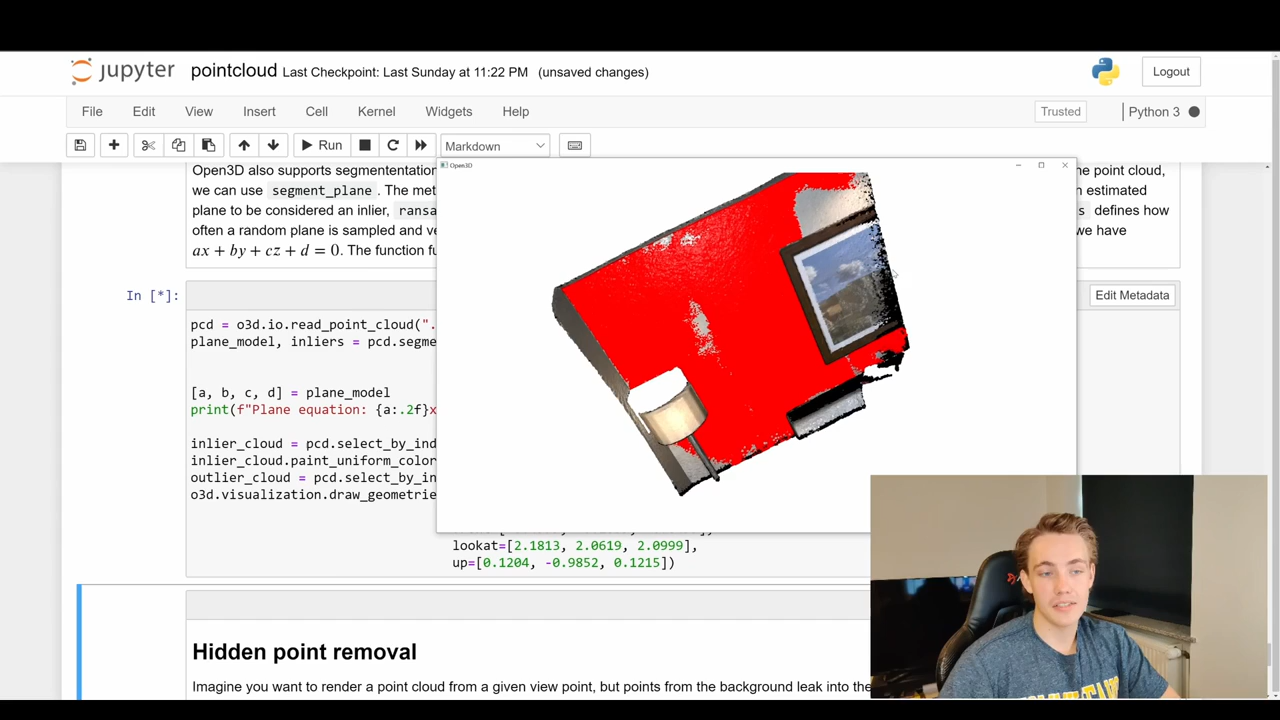 jupyter pointcloud Last Checkpoint: Last Sunday at 11:22 PM (unsaved changes) Logout
File Edit View Insert Cell Kernel Widgets Help Trusted Python 3
Run Markdown
Open3D
Open3D also supports segmententation e point cloud,
we can use segment_plane . The met n estimated
plane to be considered an inlier, ransa s defines how
often a random plane is sampled and ve we have
ax + by + cz + d = 0. The function fu
In [*]: Edit Metadata
pcd = o3d.io.read_point_cloud(".
plane_model, inliers = pcd.segme
[a, b, c, d] = plane_model
print(f"Plane equation: {a:.2f}x
inlier_cloud = pcd.select_by_ind
inlier_cloud.paint_uniform_color
outlier_cloud = pcd.select_by_in
o3d.visualization.draw_geometrie
lookat=[2.1813, 2.0619, 2.0999],
up=[0.1204, -0.9852, 0.1215])
Hidden point removal
Imagine you want to render a point cloud from a given view point, but points from the background leak into the